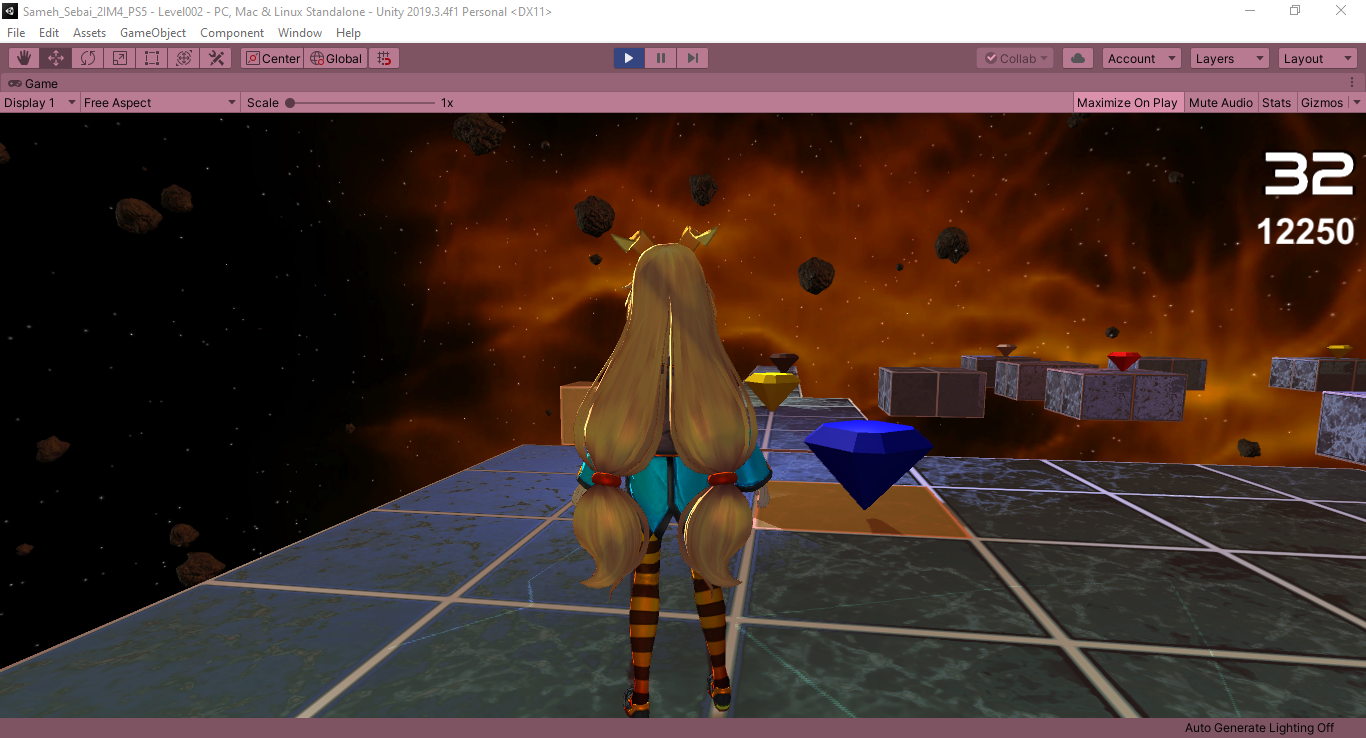 Sameh_Sebai_2IM4_PS5 - Level002 - PC, Mac & Linux Standalone - Unity 2019.3.4f1 Personal <DX11>
File Edit Assets GameObject Component Window Help
Center Global Collab Account Layers Layout
Game
Display 1 Free Aspect Scale 1x Maximize On Play Mute Audio Stats Gizmos
32
12250
Auto Generate Lighting Off